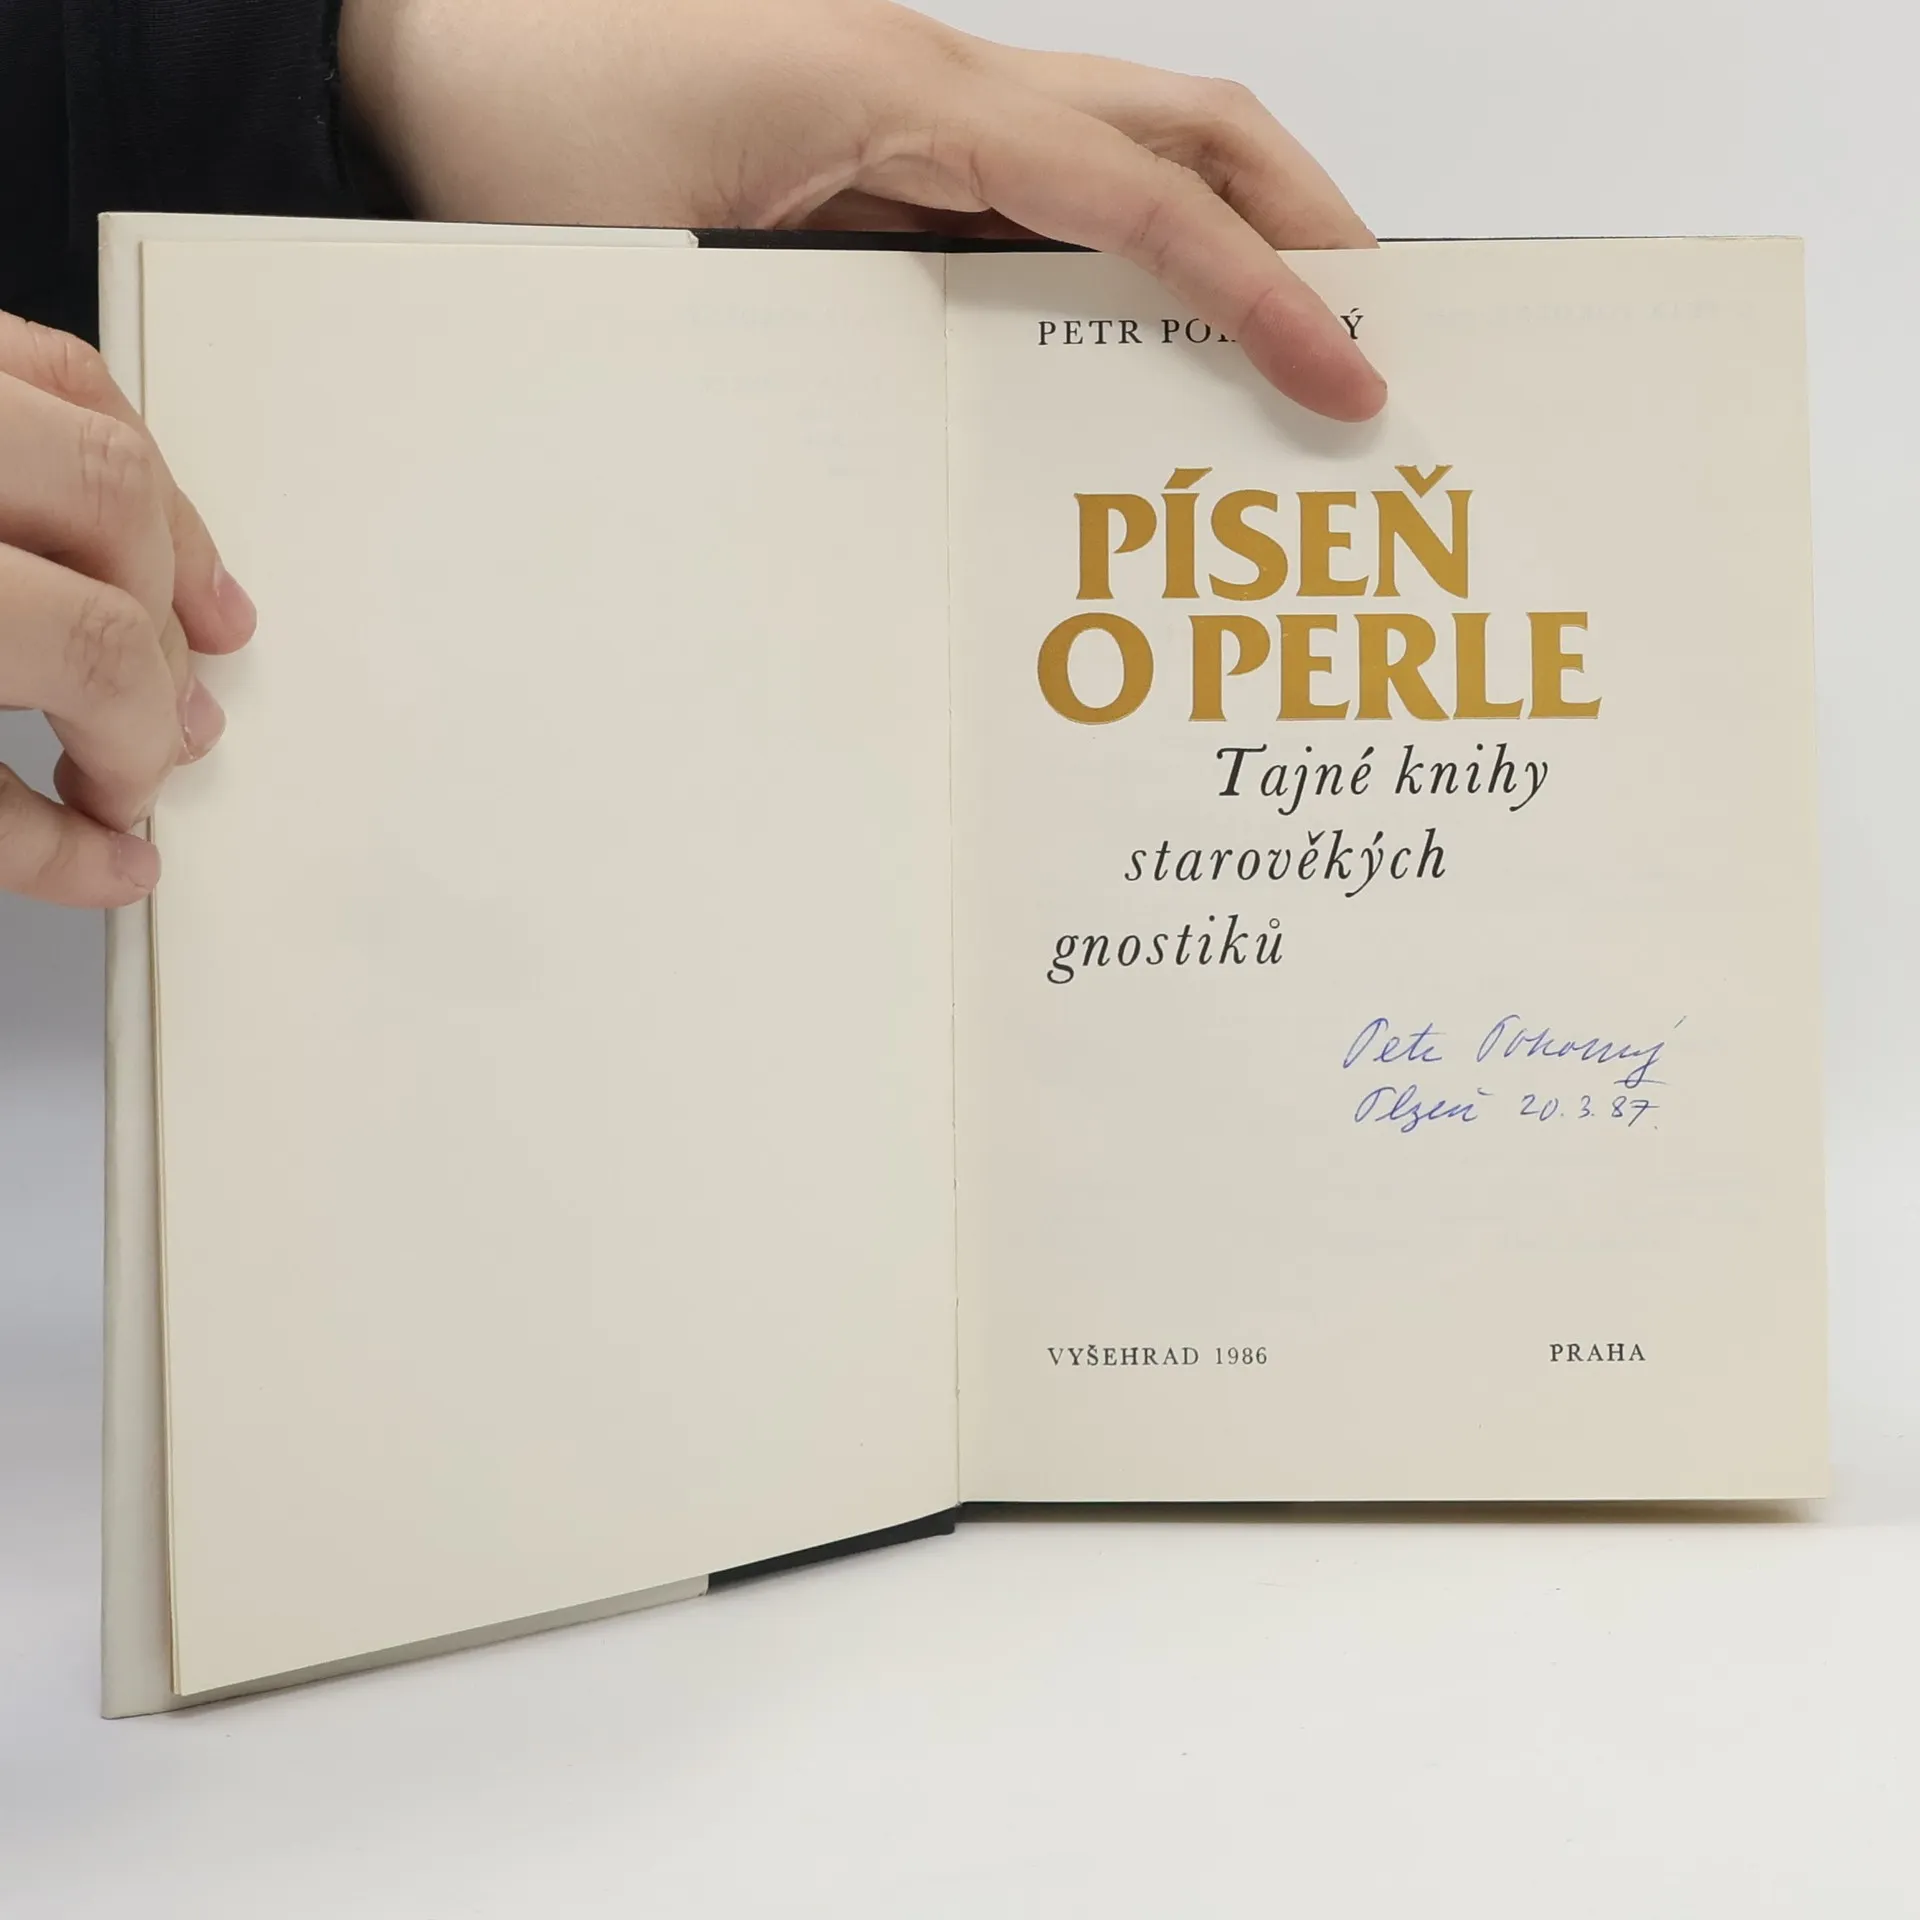 PETR PO Ý
PÍSEŇ
O PERLE
Tajné knihy
starověkých
gnostiků
Petr Pokorný
Plzeň 20.3.87.
VYŠEHRAD 1986 PRAHA